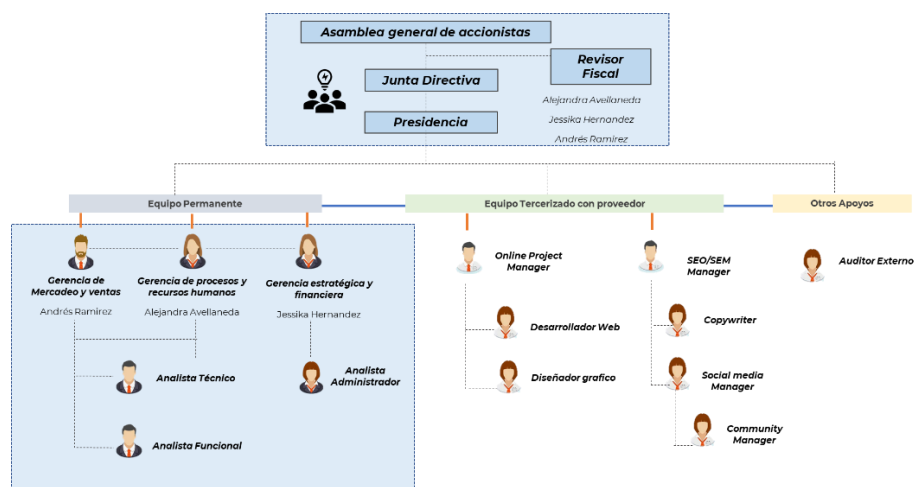 Asamblea general de accionistas
Revisor
Fiscal
Junta Directiva
Alejandra Avellaneda
Jessika Hernandez
Presidencia
Andrés Ramírez
Equipo Permanente
Equipo Tercerizado con proveedor
Otros Apoyos
Gerencia de
Mercadeo y ventas
Andrés Ramirez
Gerencia de procesos y
recursos humanos
Alejandra Avellaneda
Gerencia estratégica y
financiera
Jessika Hernandez
Online Project
Manager
SEO/SEM
Manager
Auditor Externo
Desarrollador Web
Copywriter
Analista Técnico
Analista
Administrador
Diseñador grafico
Social media
Manager
Analista Funcional
Community
Manager